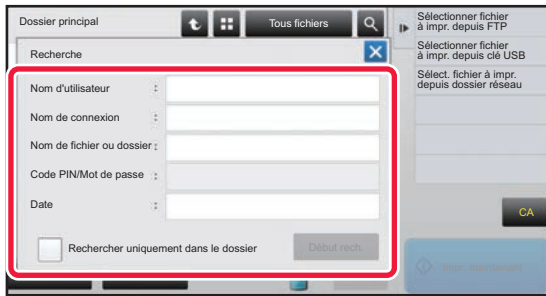 Dossier principal
Tous fichiers
Recherche
Nom d'utilisateur :
Nom de connexion :
Nom de fichier ou dossier :
Code PIN/Mot de passe :
Date :
Rechercher uniquement dans le dossier
Début rech.
Sélectionner fichier
à impr. depuis FTP
Sélectionner fichier
à impr. depuis clé USB
Sélect. fichier à impr.
depuis dossier réseau
CA
Impr. maintenant